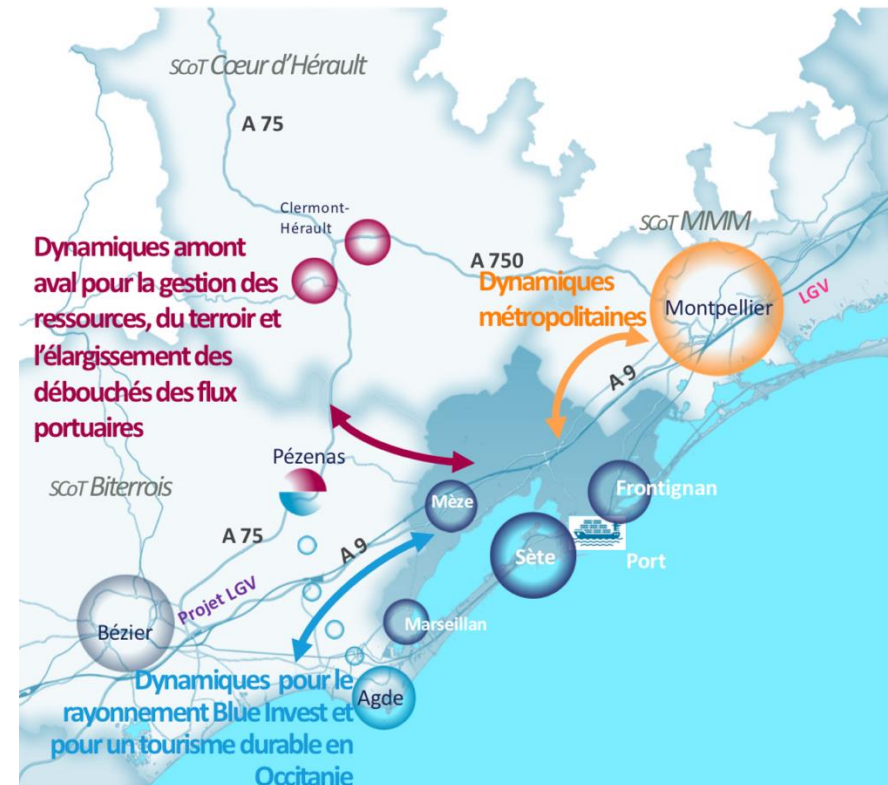 SCoT Cœur d'Hérault
A 75
Clermont-
Hérault
SCoT MMM
Dynamiques amont
aval pour la gestion des
ressources, du terroir et
l'élargissement des
débouchés des flux
portuaires
A 750
Dynamiques
métropolitaines
LGV
Montpellier
A 9
Pézenas
SCoT Biterrois
Mèze
Frontignan
A 75
A 9
Sète
Port
Projet LGV
Marseillan
Bézier
Dynamiques pour le
rayonnement Blue Invest et
pour un tourisme durable en
Occitanie
Agde